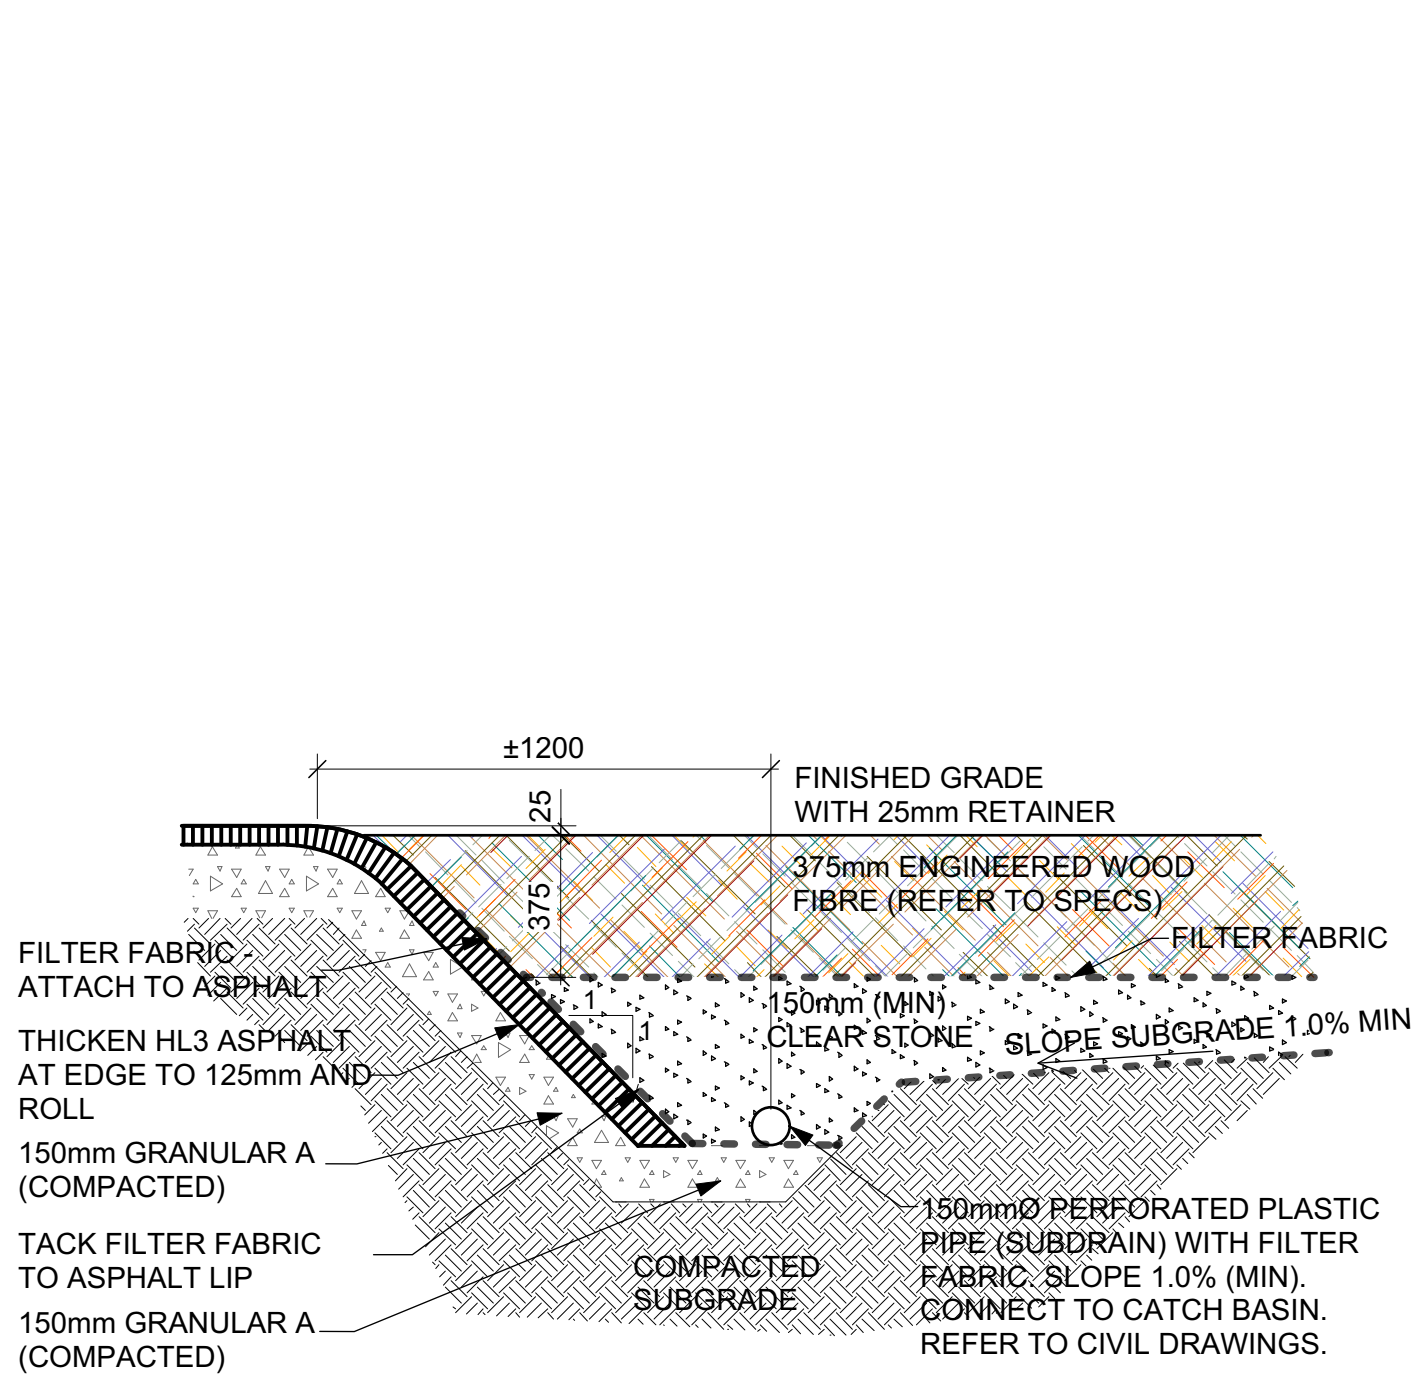 ±1200
FINISHED GRADE
WITH 25mm RETAINER
25
375mm ENGINEERED WOOD
FIBRE (REFER TO SPECS)
375
FILTER FABRIC
FILTER FABRIC -
ATTACH TO ASPHALT
1
1
150mm (MIN)
CLEAR STONE
SLOPE SUBGRADE 1.0% MIN
THICKEN HL3 ASPHALT
AT EDGE TO 125mm AND
ROLL
150mm GRANULAR A
(COMPACTED)
TACK FILTER FABRIC
TO ASPHALT LIP
150mm GRANULAR A
(COMPACTED)
COMPACTED
SUBGRADE
150mmØ PERFORATED PLASTIC
PIPE (SUBDRAIN) WITH FILTER
FABRIC. SLOPE 1.0% (MIN).
CONNECT TO CATCH BASIN.
REFER TO CIVIL DRAWINGS.